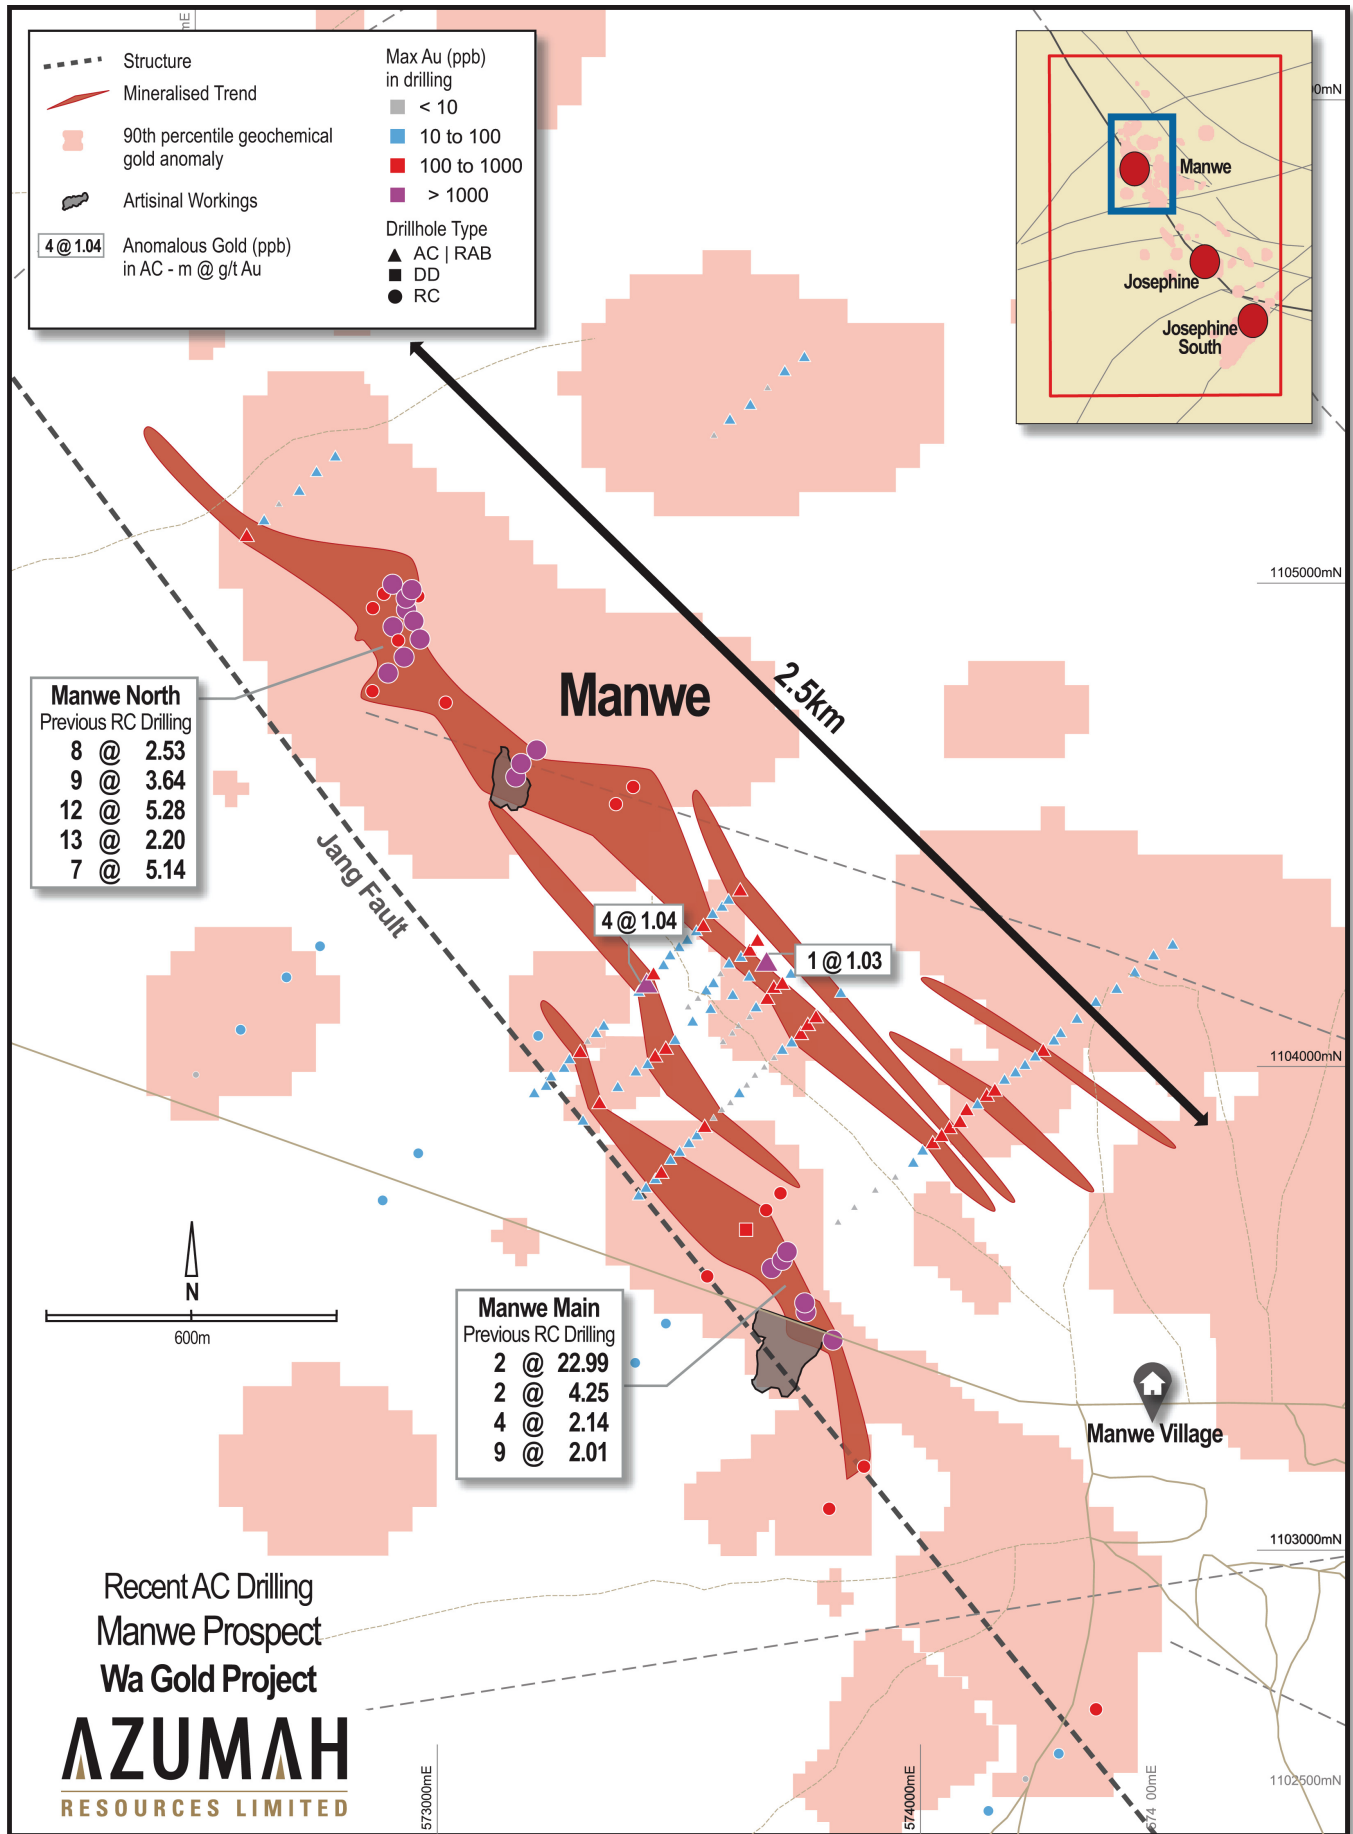 mE
Structure
Mineralised Trend
90th percentile geochemical
gold anomaly
Artisinal Workings
4 @ 1.04
Anomalous Gold (ppb)
in AC - m @ g/t Au
Max Au (ppb)
in drilling
< 10
10 to 100
100 to 1000
> 1000
Drillhole Type
AC | RAB
DD
RC
0mN
Manwe
Josephine
Josephine
South
1105000mN
2.5km
Manwe
Manwe North
Previous RC Drilling
8 @ 2.53
9 @ 3.64
12 @ 5.28
13 @ 2.20
7 @ 5.14
Jang Fault
4 @ 1.04
1 @ 1.03
1104000mN
N
600m
Manwe Main
Previous RC Drilling
2 @ 22.99
2 @ 4.25
4 @ 2.14
9 @ 2.01
Manwe Village
1103000mN
Recent AC Drilling
Manwe Prospect
Wa Gold Project
AZUMAH
RESOURCES LIMITED
573000mE
574000mE
574 00mE
1102500mN